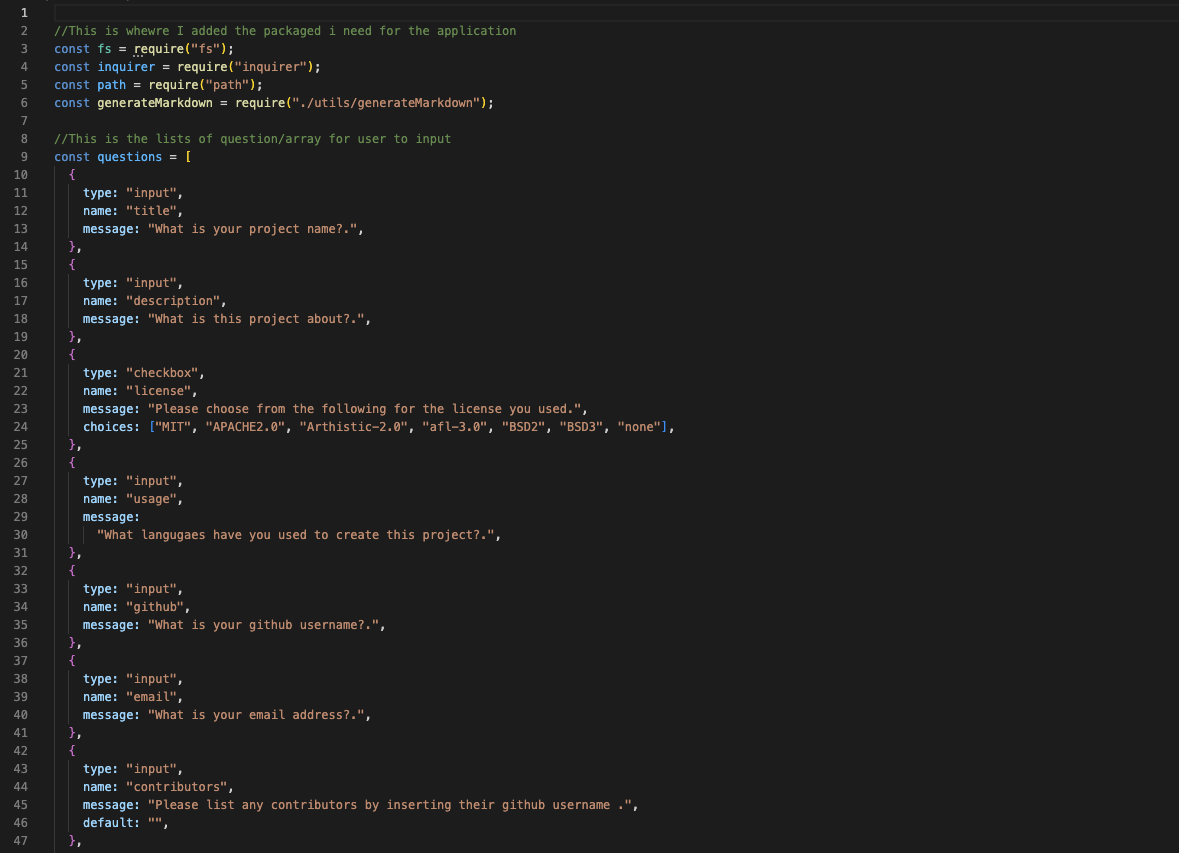 1
2 //This is whewre I added the packaged i need for the application
3 const fs = require("fs");
4 const inquirer = require("inquirer");
5 const path = require("path");
6 const generateMarkdown = require("./utils/generateMarkdown");
7
8 //This is the lists of question/array for user to input
9 const questions = [
10 {
11 type: "input",
12 name: "title",
13 message: "What is your project name?.",
14 },
15 {
16 type: "input",
17 name: "description",
18 message: "What is this project about?.",
19 },
20 {
21 type: "checkbox",
22 name: "license",
23 message: "Please choose from the following for the license you used.",
24 choices: ["MIT", "APACHE2.0", "Arthistic-2.0", "afl-3.0", "BSD2", "BSD3", "none"],
25 },
26 {
27 type: "input",
28 name: "usage",
29 message:
30 "What langugaes have you used to create this project?.",
31 },
32 {
33 type: "input",
34 name: "github",
35 message: "What is your github username?.",
36 },
37 {
38 type: "input",
39 name: "email",
40 message: "What is your email address?.",
41 },
42 {
43 type: "input",
44 name: "contributors",
45 message: "Please list any contributors by inserting their github username .",
46 default: "",
47 },